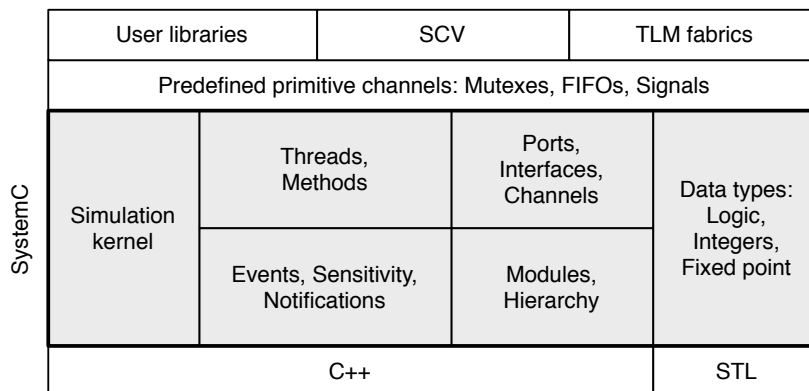 User libraries
SCV
TLM fabrics
Predefined primitive channels: Mutexes, FIFOs, Signals
SystemC
Simulation
kernel
Threads,
Methods
Ports,
Interfaces,
Channels
Events, Sensitivity,
Notifications
Modules,
Hierarchy
Data types:
Logic,
Integers,
Fixed point
C++
STL